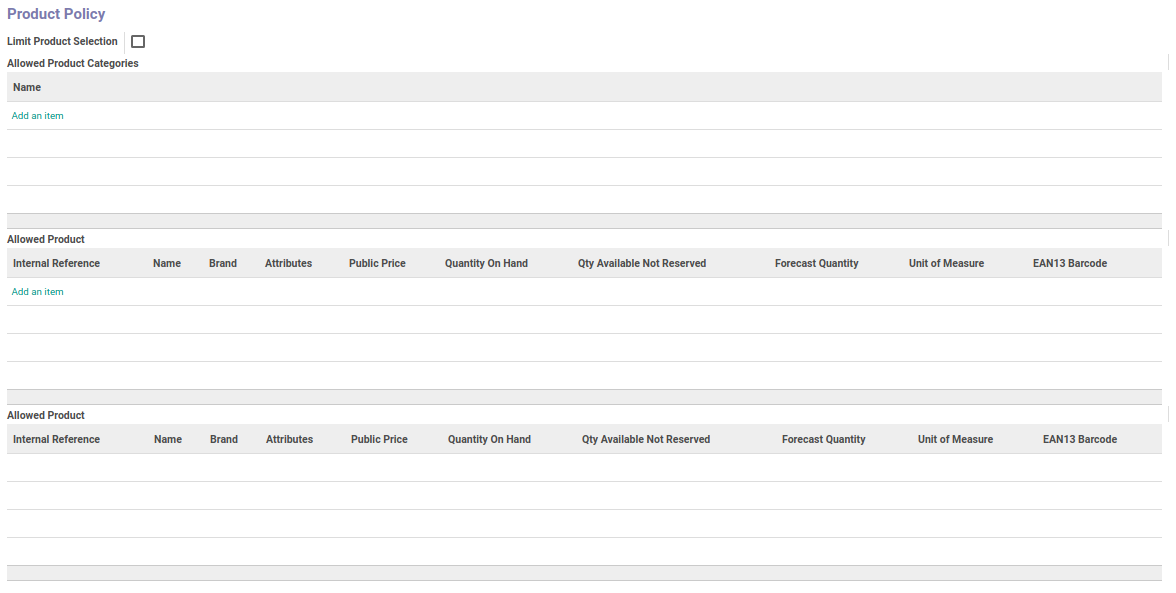 Product Policy
Limit Product Selection
Allowed Product Categories
Name
Add an item
Allowed Product
Internal Reference Name Brand Attributes Public Price Quantity On Hand Qty Available Not Reserved Forecast Quantity Unit of Measure EAN13 Barcode
Add an item
Allowed Product
Internal Reference Name Brand Attributes Public Price Quantity On Hand Qty Available Not Reserved Forecast Quantity Unit of Measure EAN13 Barcode